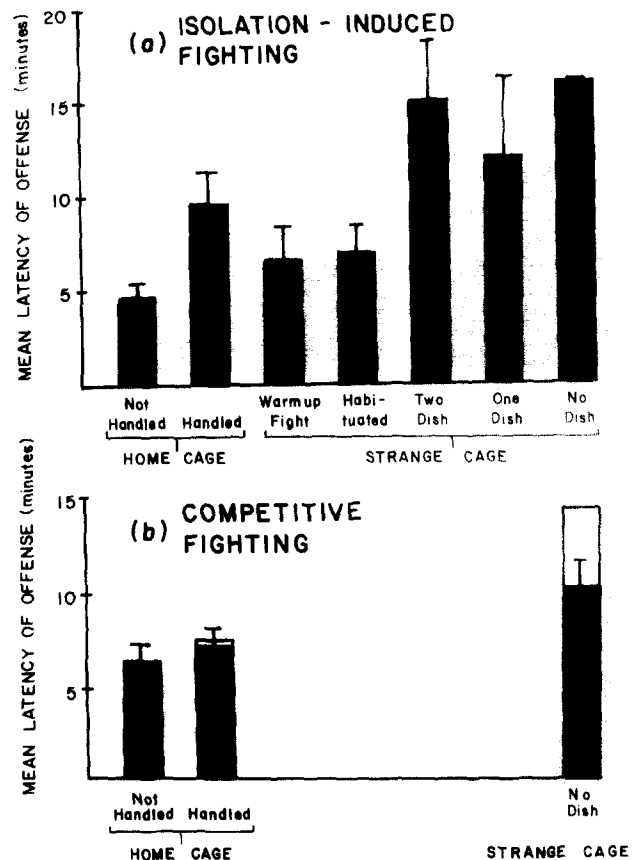 (a) ISOLATION - INDUCED
FIGHTING
MEAN LATENCY OF OFFENSE (minutes)
20
15
10
5
Not
Handled
Handled
Warmup
Fight
Habi-
tuated
Two
Dish
One
Dish
No
Dish
HOME CAGE
STRANGE CAGE
(b) COMPETITIVE
FIGHTING
MEAN LATENCY OF OFFENSE (minutes)
15
10
5
Not
Handled
Handled
No
Dish
HOME CAGE
STRANGE CAGE